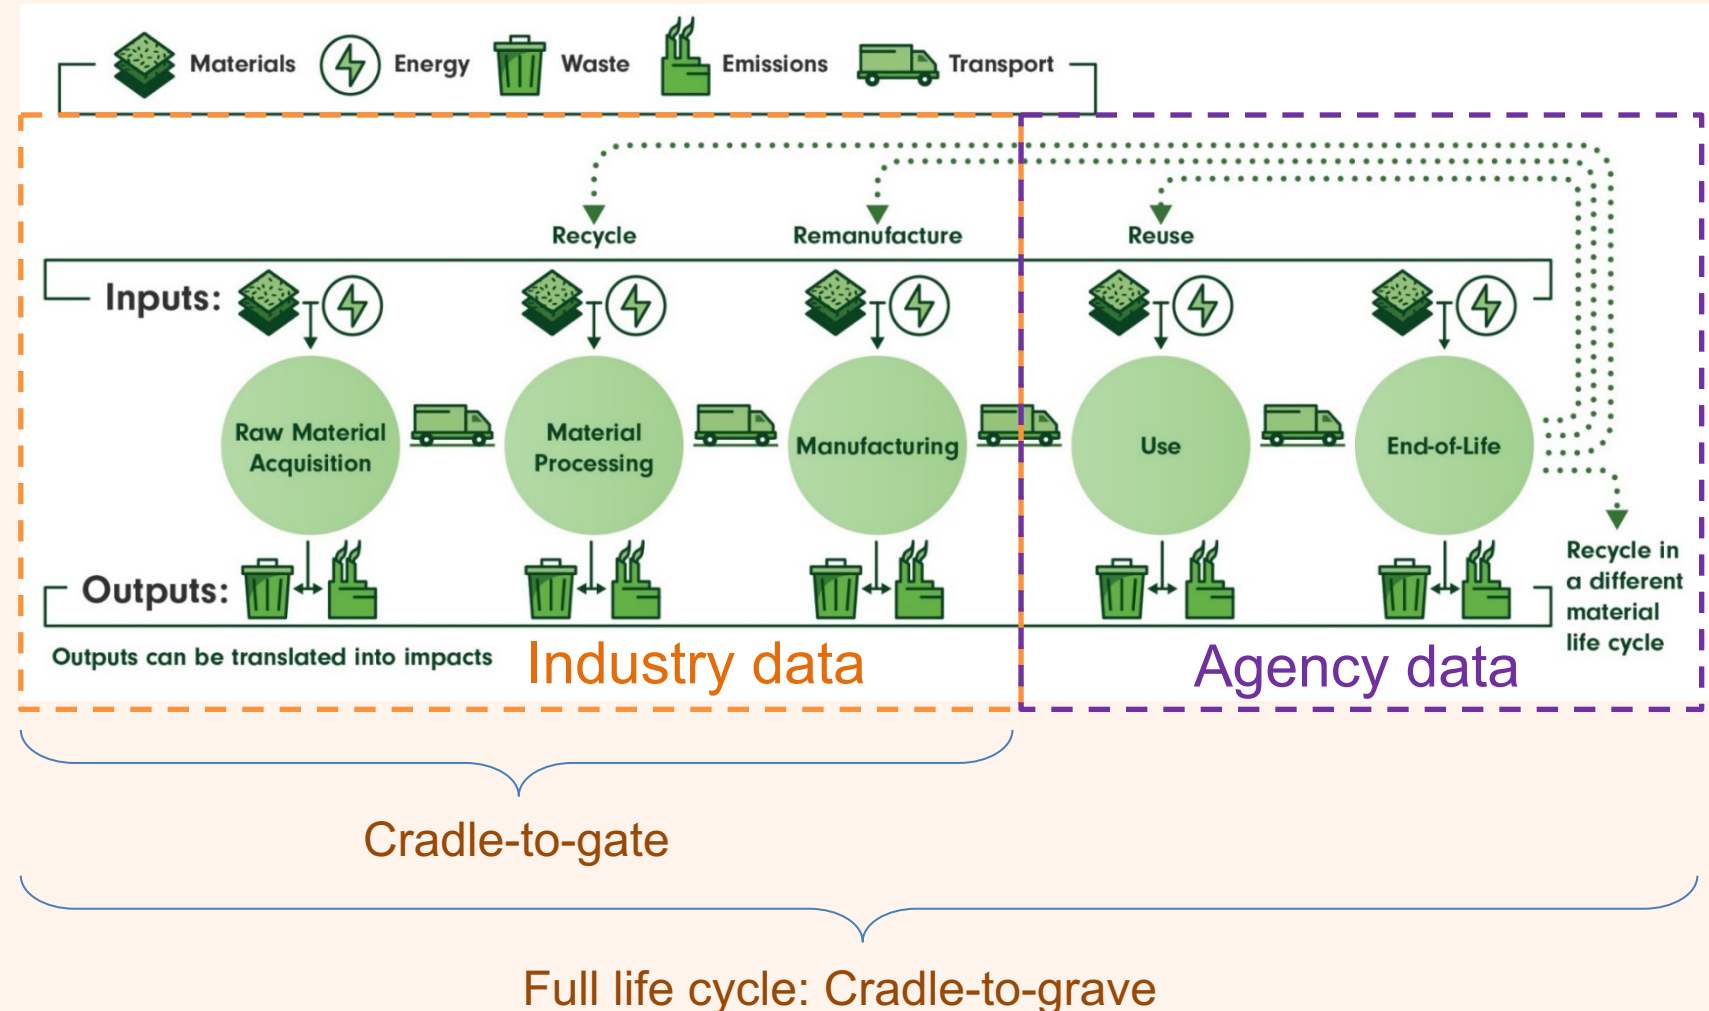 Materials Energy Waste Emissions Transport
Recycle Remanufacture Reuse
Inputs:
Raw Material
Acquisition
Material
Processing
Manufacturing
Use
End-of-Life
Outputs:
Recycle in
a different
material
life cycle
Outputs can be translated into impacts
Industry data
Agency data
Cradle-to-gate
Full life cycle: Cradle-to-grave